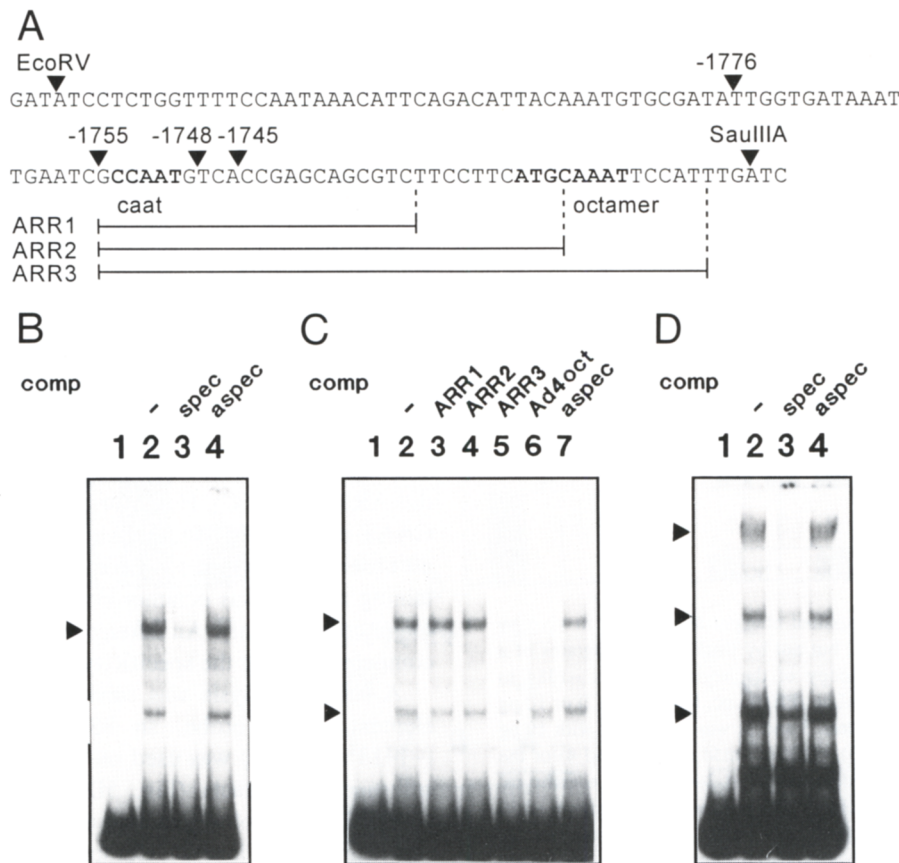 A
EcoRV -1776
GATATCCTCTGGTTTTCCAATAAACATTCAGACATTACAAATGTGCGATATTGGTGATAAAT
-1755 -1748 -1745 SauIIIA
TGAATCGCCAATGTCACCGAGCAGCGTCTTCCTTCATGCAAATTCCATTTGATC
caat octamer
ARR1
ARR2
ARR3
B
comp - spec aspec
1 2 3 4
C
comp - ARR1 ARR2 ARR3 Ad4oct aspec
1 2 3 4 5 6 7
D
comp - spec aspec
1 2 3 4